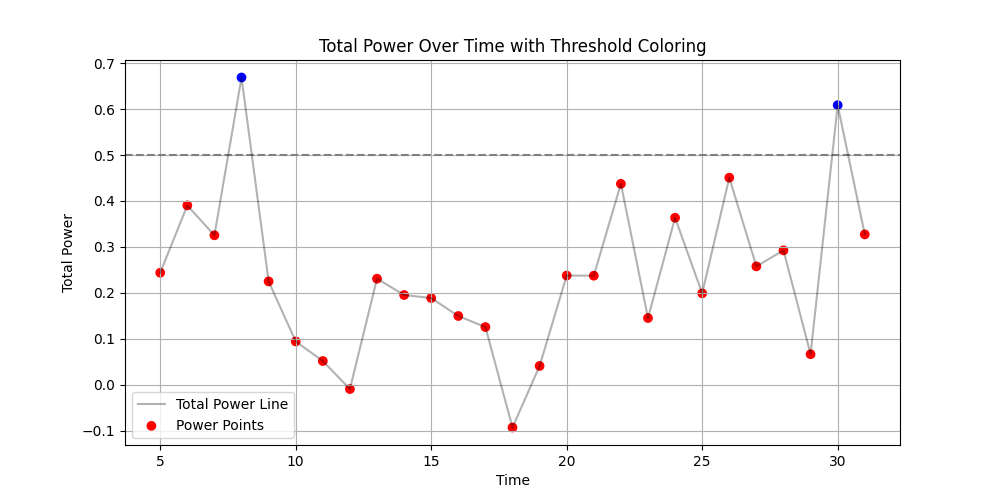 Total Power Over Time with Threshold Coloring
Total Power
0.7
0.6
0.5
0.4
0.3
0.2
0.1
0.0
−0.1
Total Power Line
Power Points
5 10 15 20 25 30
Time